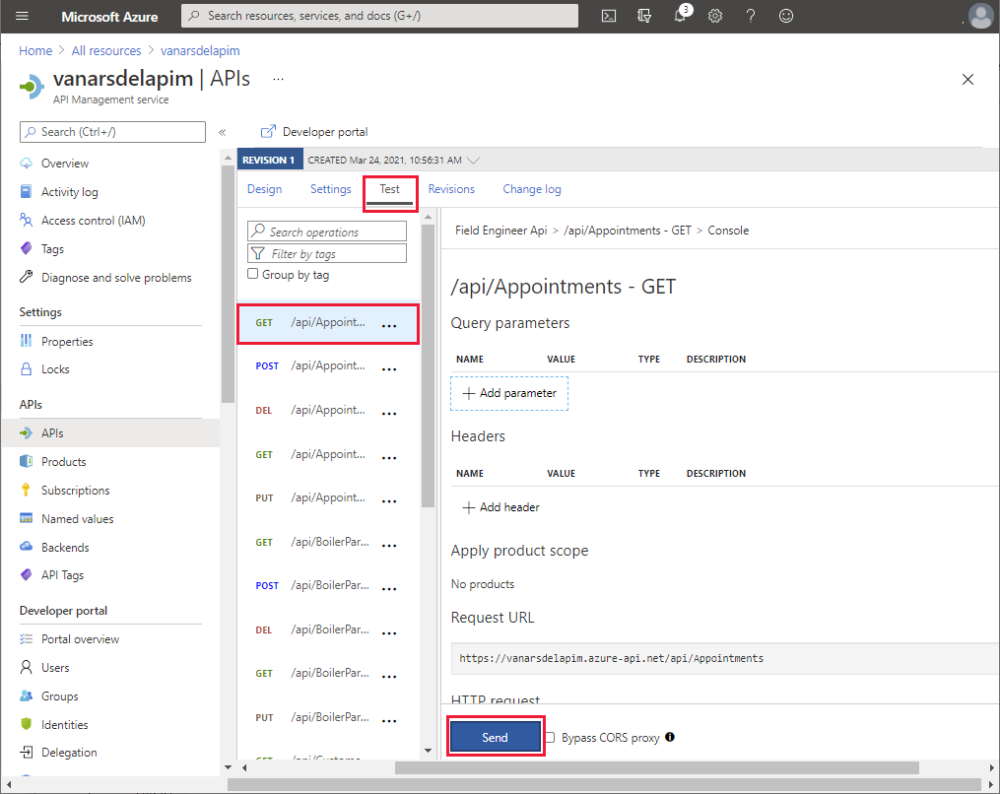 Microsoft Azure
Search resources, services, and docs (G+/)
3
Home > All resources > vanarsdelapim
vanarsdelapim | APIs ...
API Management service
Search (Ctrl+/)
«
Overview
Activity log
Access control (IAM)
Tags
Diagnose and solve problems
Settings
Properties
Locks
APIs
APIs
Products
Subscriptions
Named values
Backends
API Tags
Developer portal
Portal overview
Users
Groups
Identities
Delegation
Developer portal
REVISION 1 CREATED Mar 24, 2021, 10:56:31 AM
Design Settings Test Revisions Change log
Search operations
Filter by tags
Group by tag
GET /api/Appoint... ...
POST /api/Appoint... ...
DEL /api/Appoint... ...
GET /api/Appoint... ...
PUT /api/Appoint... ...
GET /api/BoilerPar... ...
POST /api/BoilerPar... ...
DEL /api/BoilerPar... ...
GET /api/BoilerPar... ...
PUT /api/BoilerPar... ...
GET /api/Custome...
Field Engineer Api > /api/Appointments - GET > Console
/api/Appointments - GET
Query parameters
NAME VALUE TYPE DESCRIPTION
+ Add parameter
Headers
NAME VALUE TYPE DESCRIPTION
+ Add header
Apply product scope
No products
Request URL
https://vanarsdelapim.azure-api.net/api/Appointments
HTTP request
Send Bypass CORS proxy